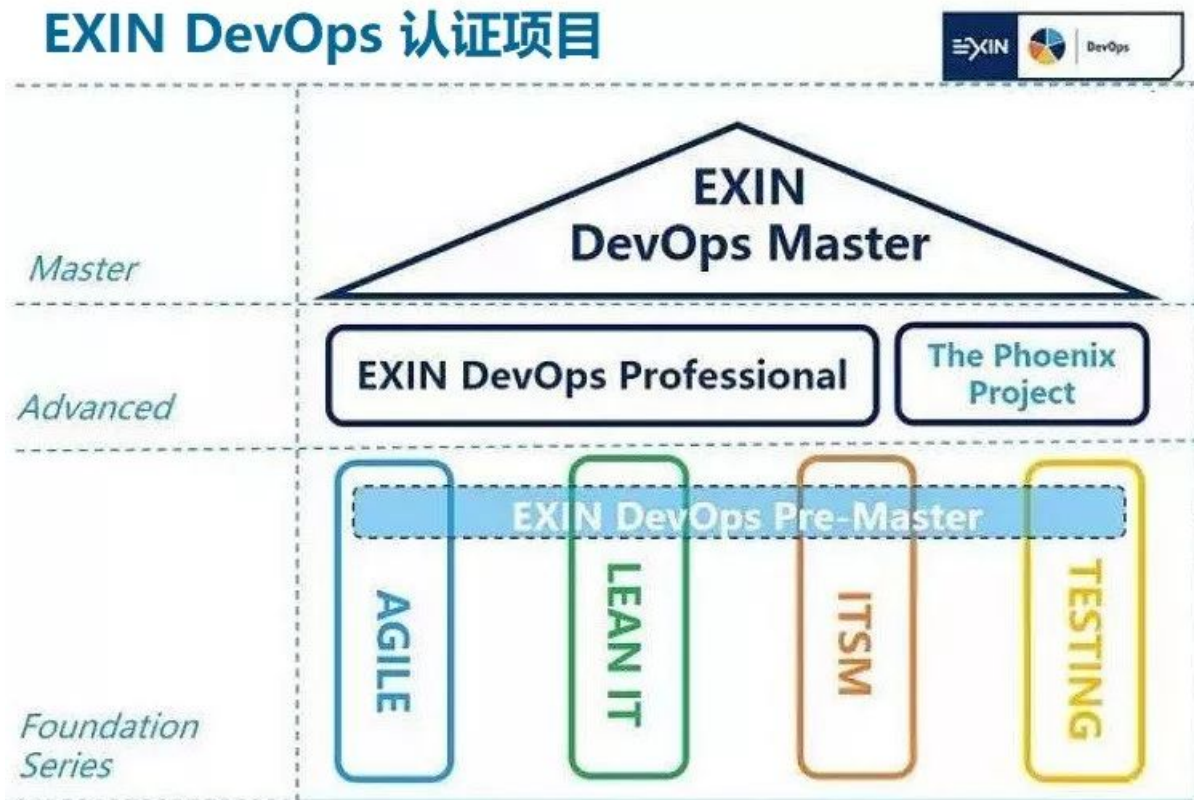 EXIN DevOps 认证项目
EXIN DevOps
EXIN
DevOps Master
Master
EXIN DevOps Professional
The Phoenix
Project
Advanced
EXIN DevOps Pre-Master
AGILE
LEAN IT
ITSM
TESTING
Foundation
Series